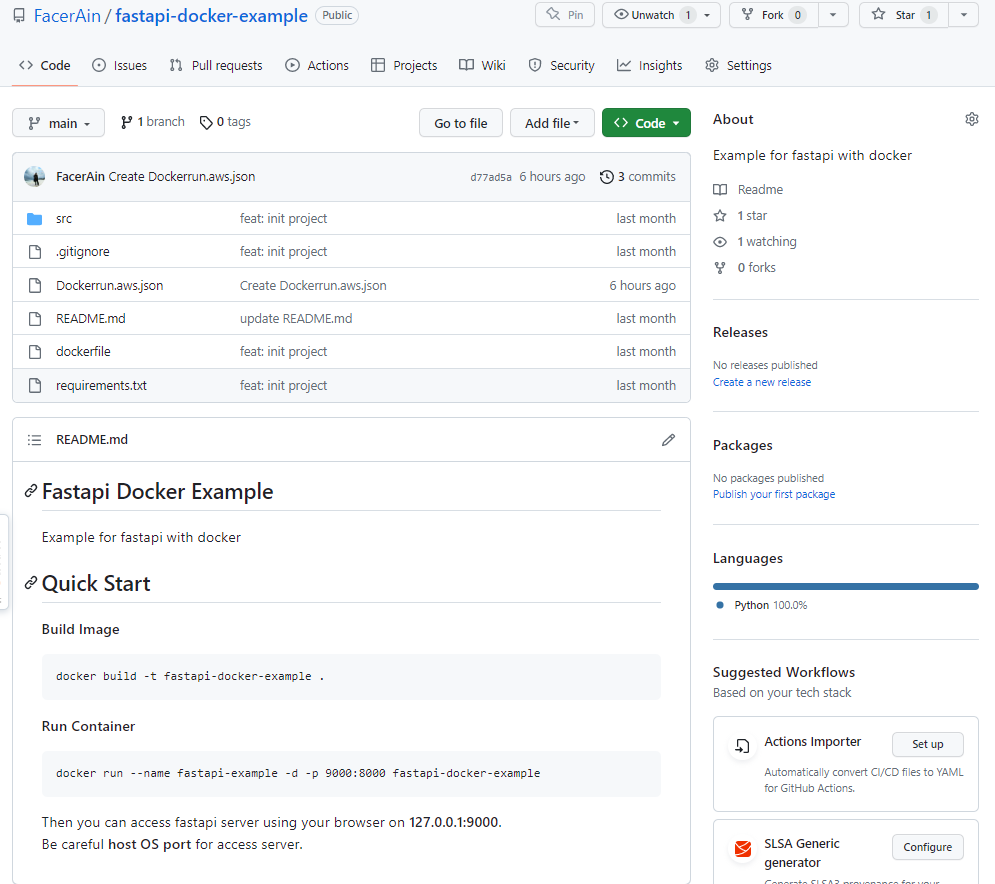 FacerAin / fastapi-docker-example Public
Pin
Unwatch 1
Fork 0
Star 1
Code
Issues
Pull requests
Actions
Projects
Wiki
Security
Insights
Settings
main
1 branch
0 tags
Go to file
Add file
Code
FacerAin Create Dockerrun.aws.json d77ad5a 6 hours ago 3 commits
src feat: init project last month
.gitignore feat: init project last month
Dockerrun.aws.json Create Dockerrun.aws.json 6 hours ago
README.md update README.md last month
dockerfile feat: init project last month
requirements.txt feat: init project last month
README.md
Fastapi Docker Example
Example for fastapi with docker
Quick Start
Build Image
docker build -t fastapi-docker-example .
Run Container
docker run --name fastapi-example -d -p 9000:8000 fastapi-docker-example
Then you can access fastapi server using your browser on 127.0.0.1:9000.
Be careful host OS port for access server.
About
Example for fastapi with docker
Readme
1 star
1 watching
0 forks
Releases
No releases published
Create a new release
Packages
No packages published
Publish your first package
Languages
Python 100.0%
Suggested Workflows
Based on your tech stack
Actions Importer
Set up
Automatically convert CI/CD files to YAML
for GitHub Actions.
SLSA Generic
generator
Configure
Generate SLSA3 provenance for your